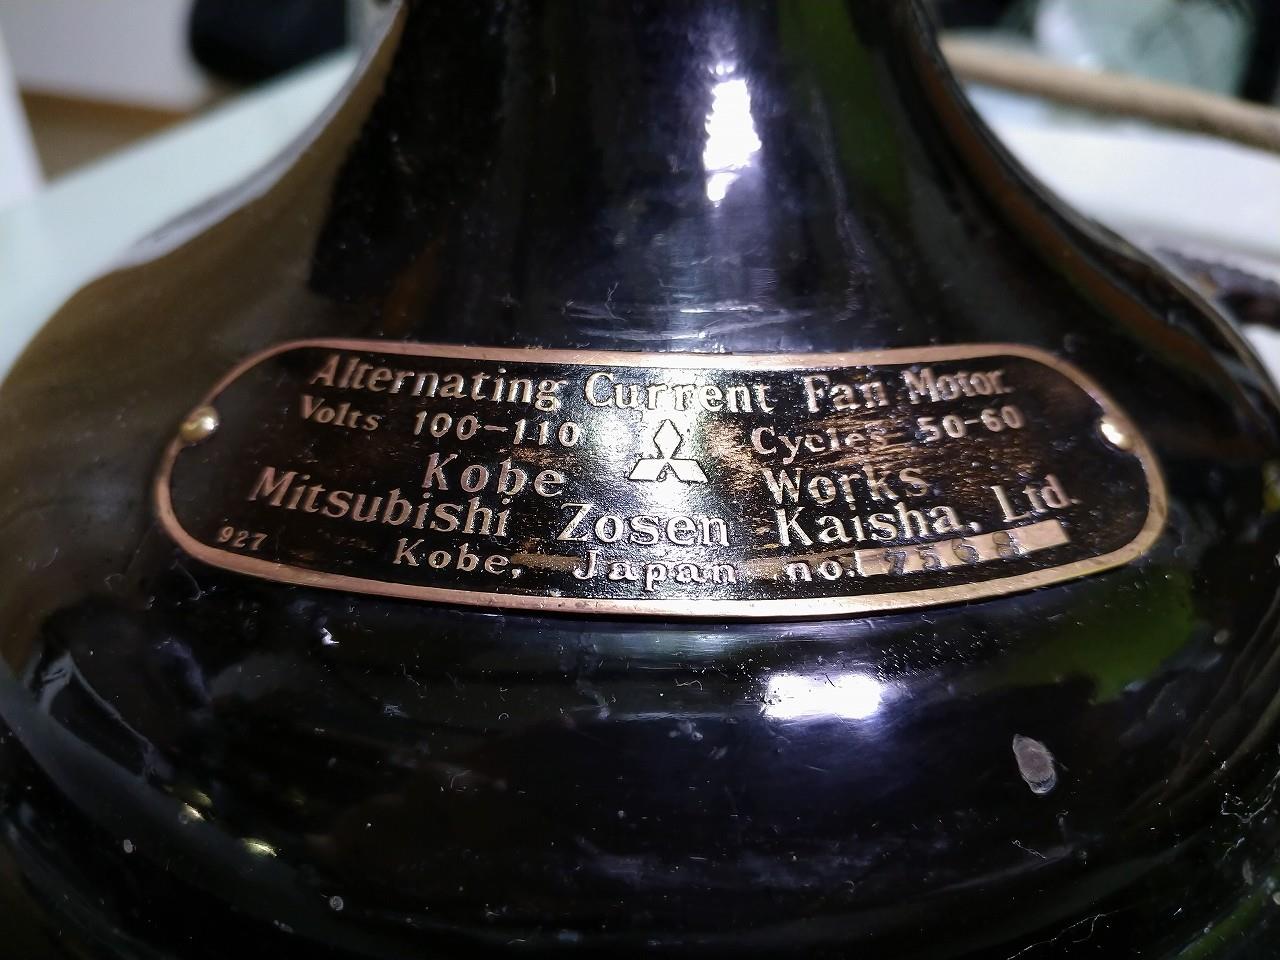 Alternating Current Fan Motor.
Volts 100-110 Cycles 50-60
Kobe Works.
Mitsubishi Zosen Kaisha, Ltd.
927 Kobe, Japan no. 7568